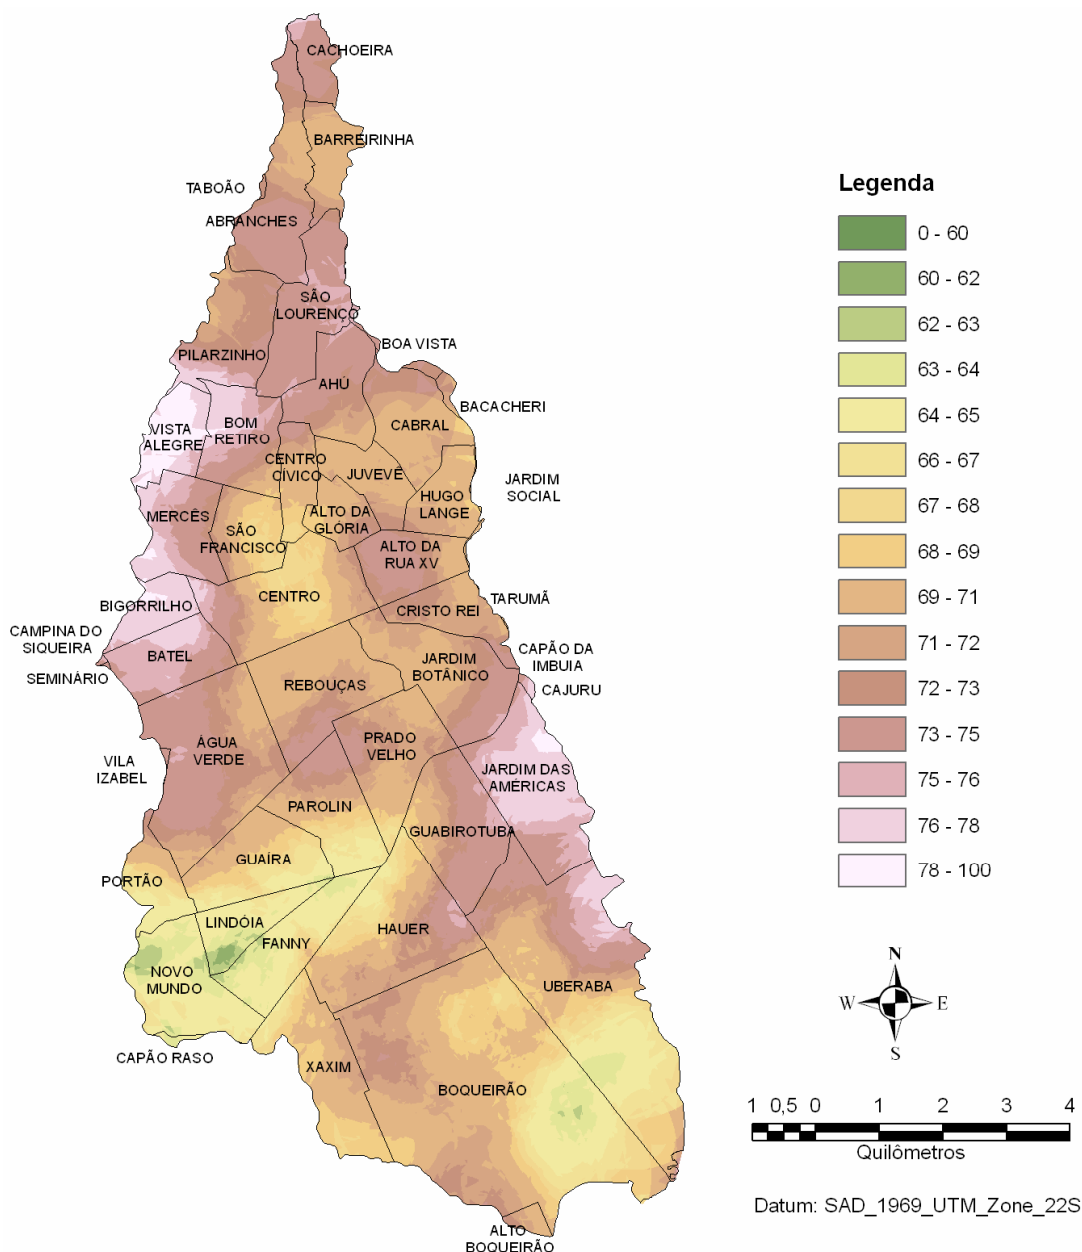 CACHOEIRA
BARREIRINHA
TABOÃO
ABRANCHES
SÃO
LOURENÇO
BOA VISTA
PILARZINHO
AHÚ
BACACHERI
CABRAL
VISTA
ALEGRE
BOM
RETIRO
CENTRO
CÍVICO
JUVEVÊ
JARDIM
SOCIAL
HUGO
LANGE
MERCÊS
SÃO
FRANCISCO
ALTO DA
GLÓRIA
ALTO DA
RUA XV
CENTRO
BIGORRILHO
CRISTO REI
TARUMÃ
CAMPINA DO
SIQUEIRA
BATEL
SEMINÁRIO
JARDIM
BOTÂNICO
CAPÃO DA
IMBUIA
CAJURU
REBOUÇAS
ÁGUA
VERDE
PRADO
VELHO
VILA
IZABEL
JARDIM DAS
AMÉRICAS
PAROLIN
GUABIROTUBA
GUAÍRA
PORTÃO
LINDÓIA
FANNY
HAUER
NOVO
MUNDO
UBERABA
CAPÃO RASO
XAXIM
BOQUEIRÃO
ALTO
BOQUEIRÃO
Legenda
0 - 60
60 - 62
62 - 63
63 - 64
64 - 65
66 - 67
67 - 68
68 - 69
69 - 71
71 - 72
72 - 73
73 - 75
75 - 76
76 - 78
78 - 100
N
W E
S
1 0,5 0 1 2 3 4
Quilômetros
Datum: SAD_1969_UTM_Zone_22S